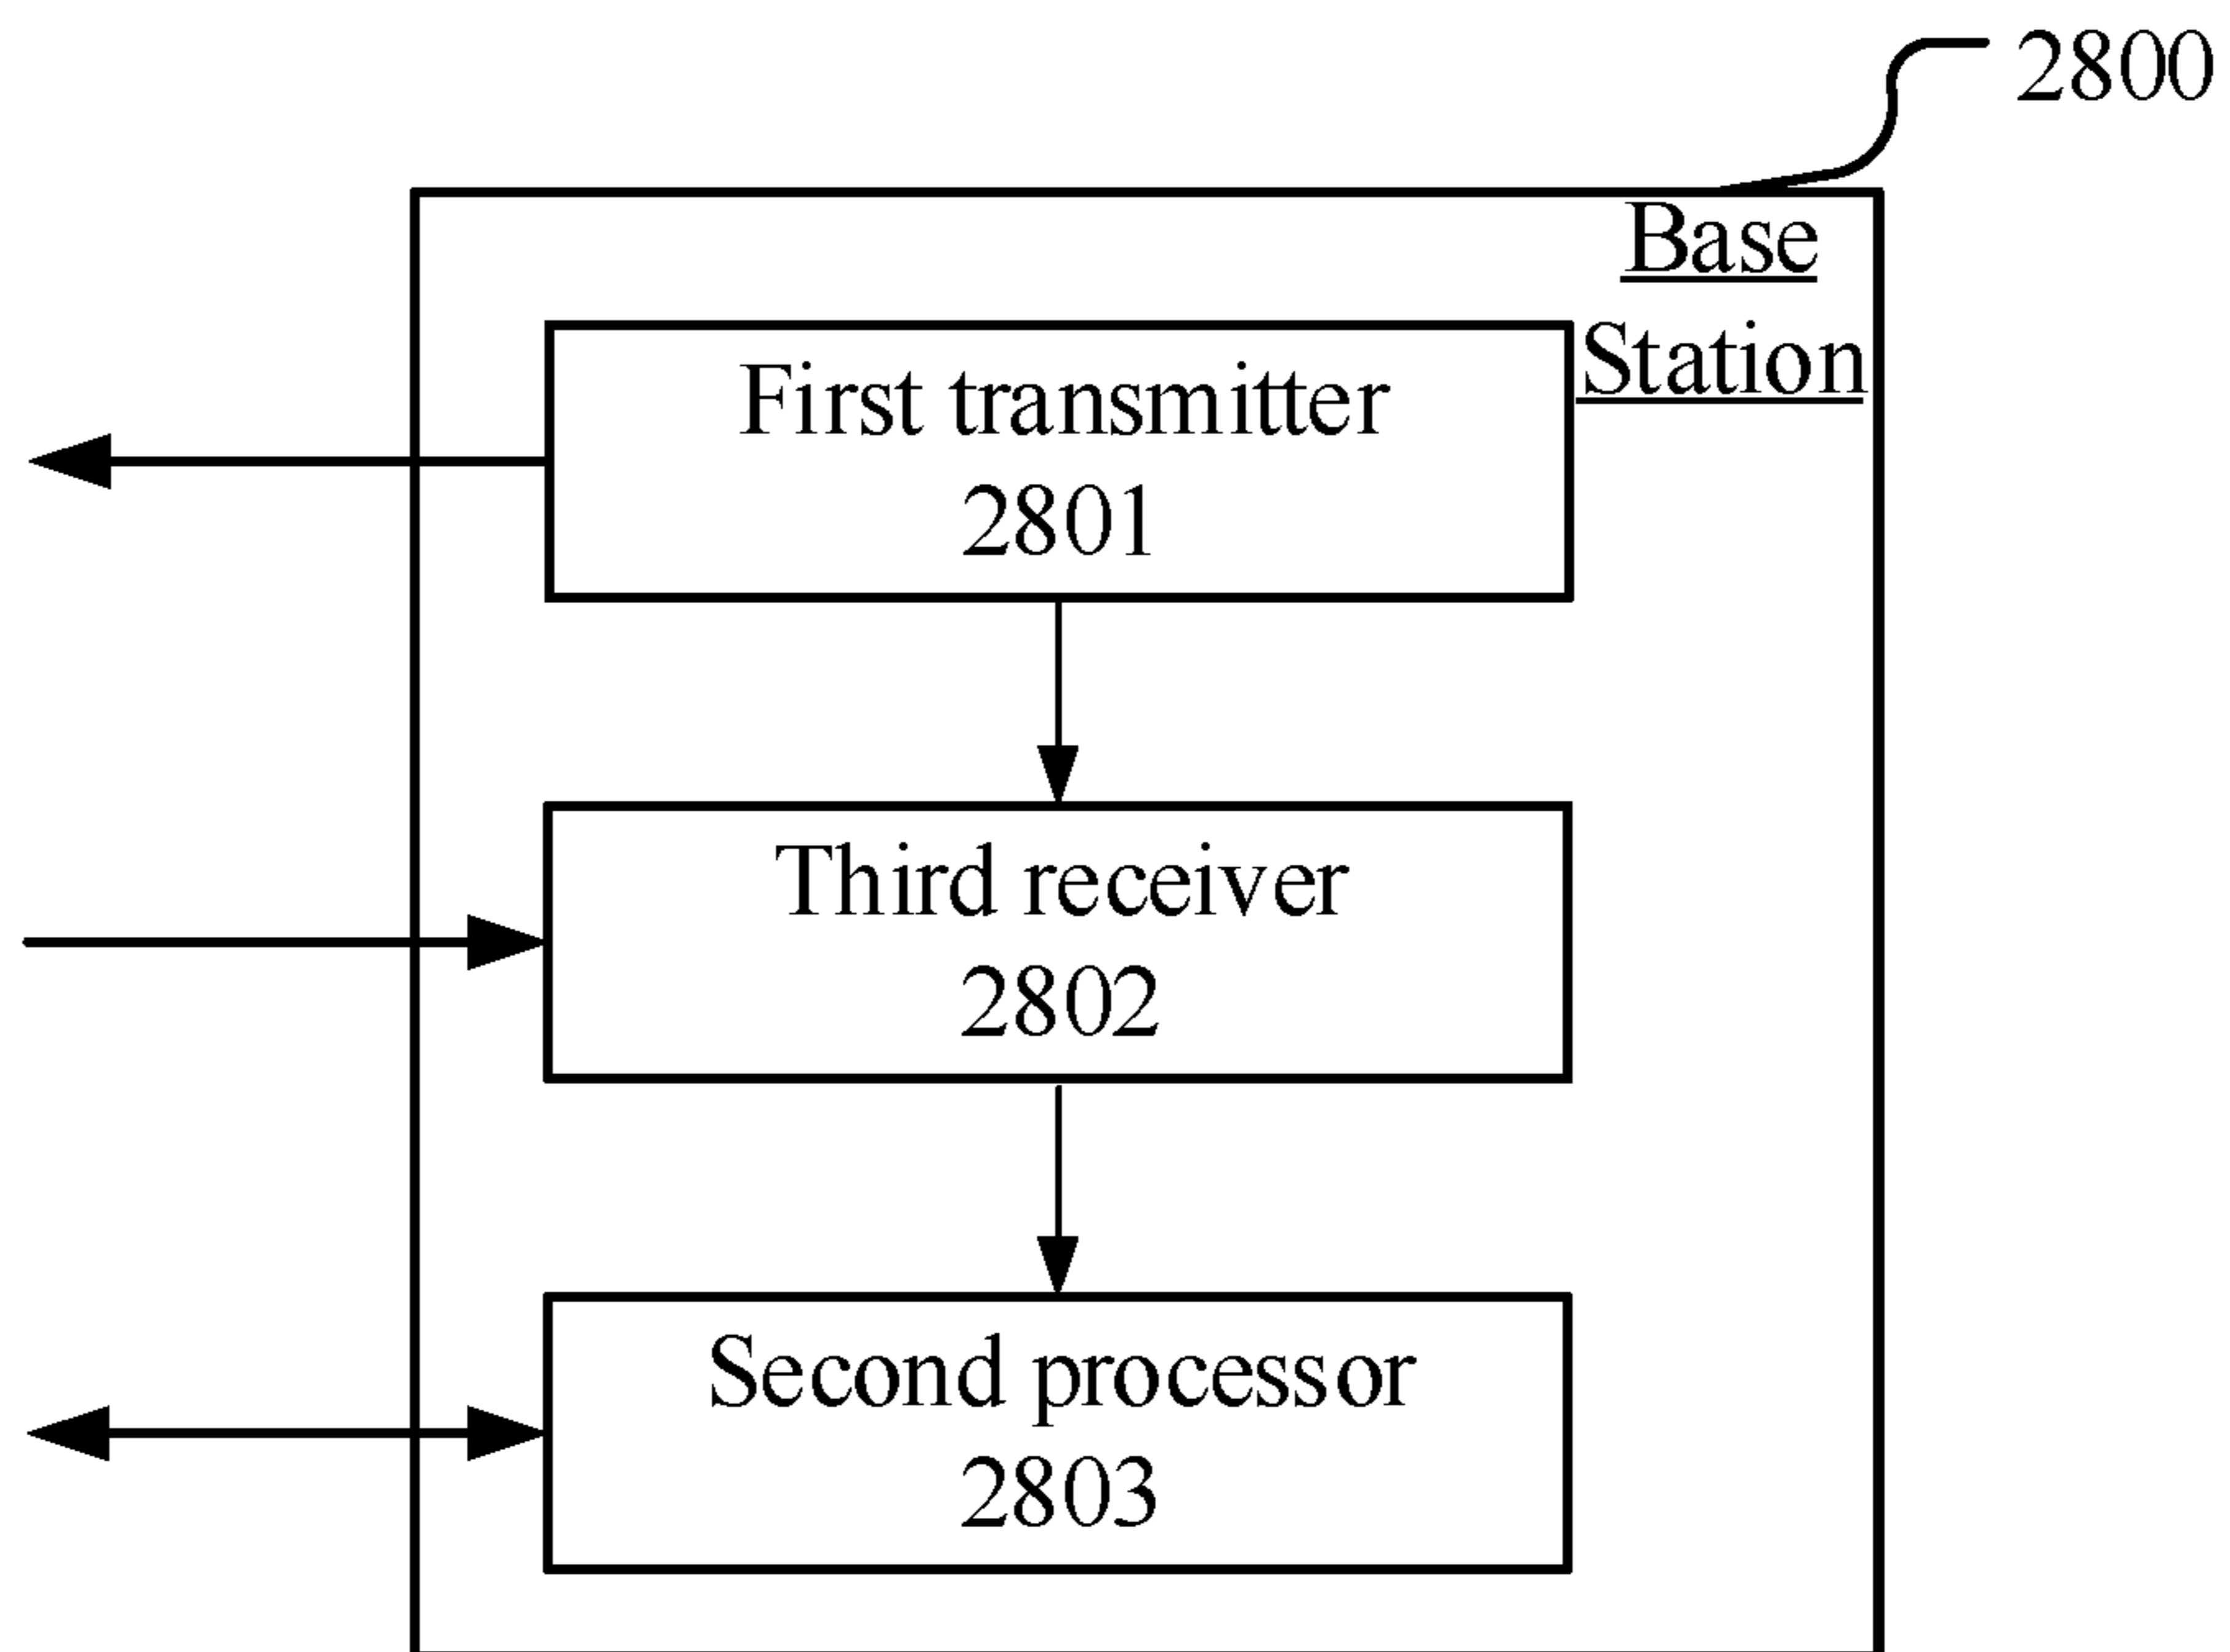 2800
Base
Station
First transmitter
2801
Third receiver
2802
Second processor
2803